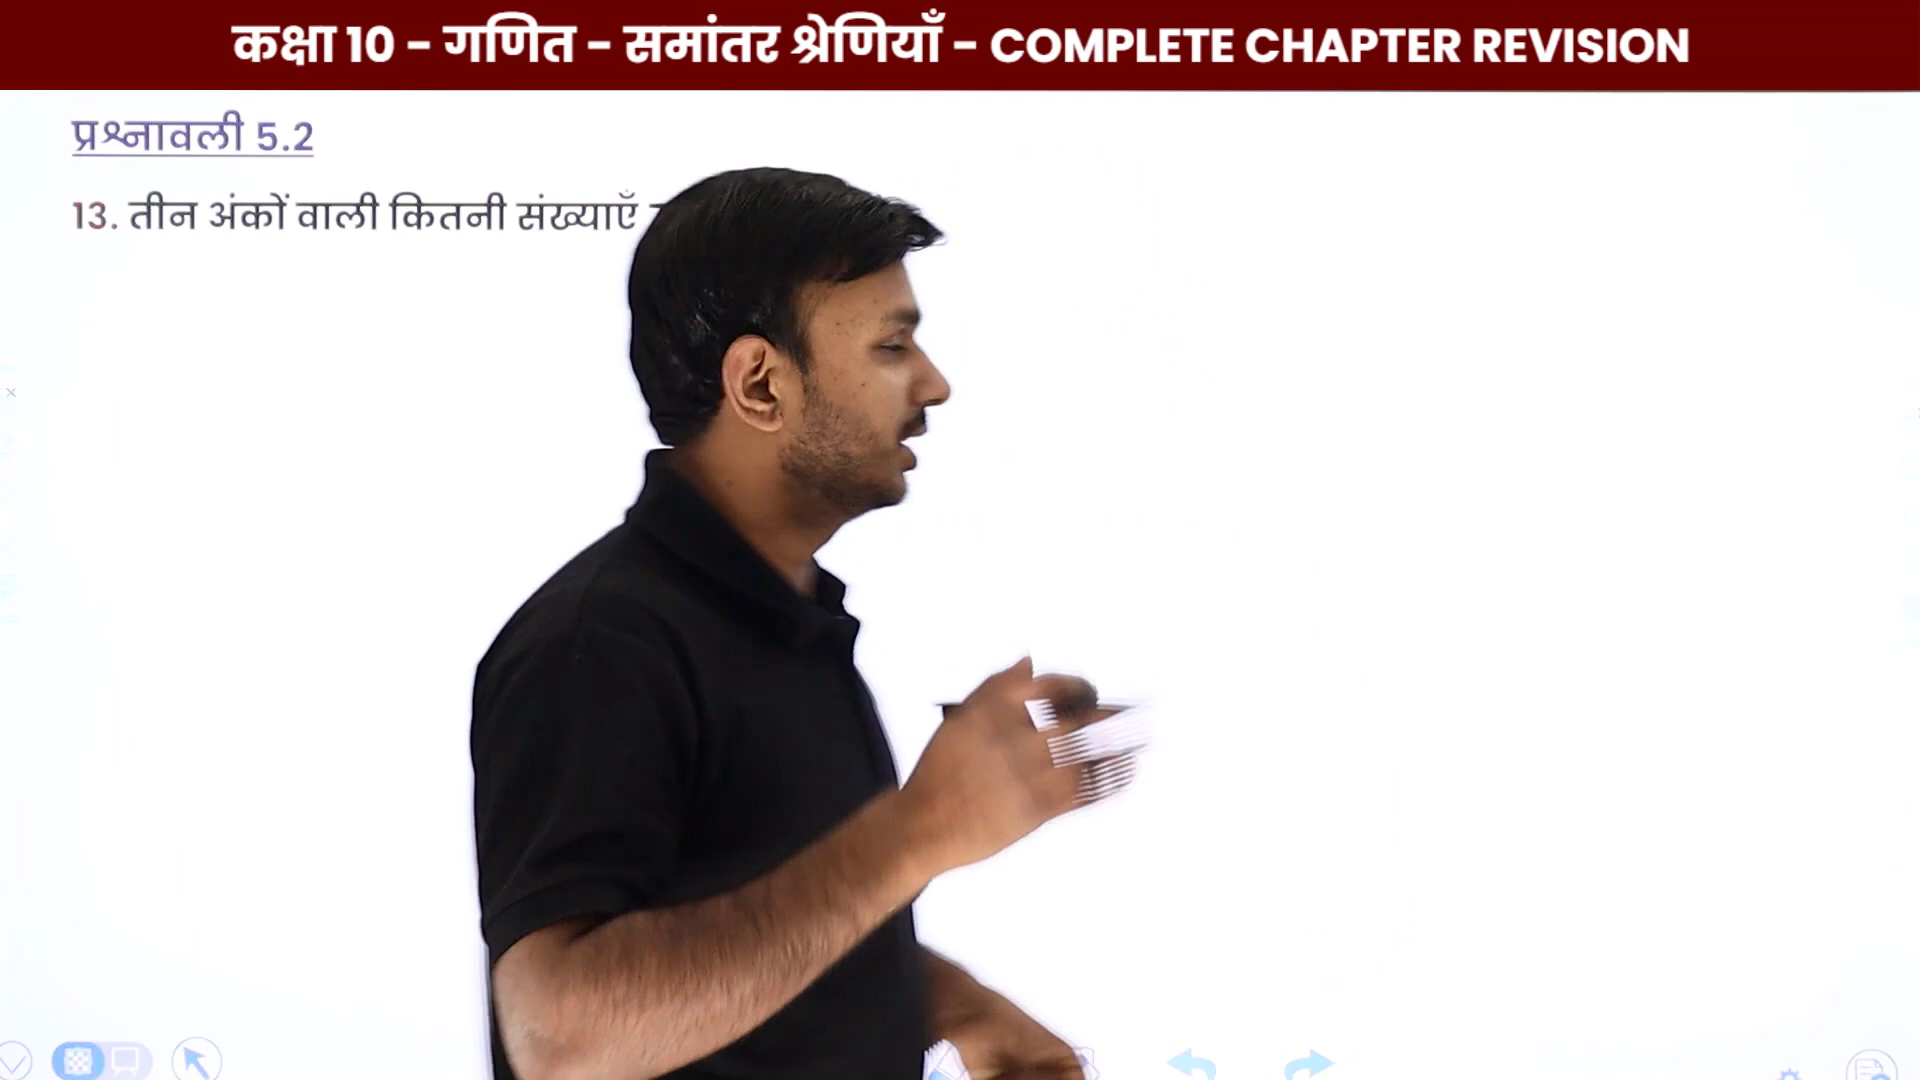 कक्षा 10 - गणित - समांतर श्रेणियाँ - COMPLETE CHAPTER REVISION
प्रश्नावली 5.2
13. तीन अंकों वाली कितनी संख्याएँ